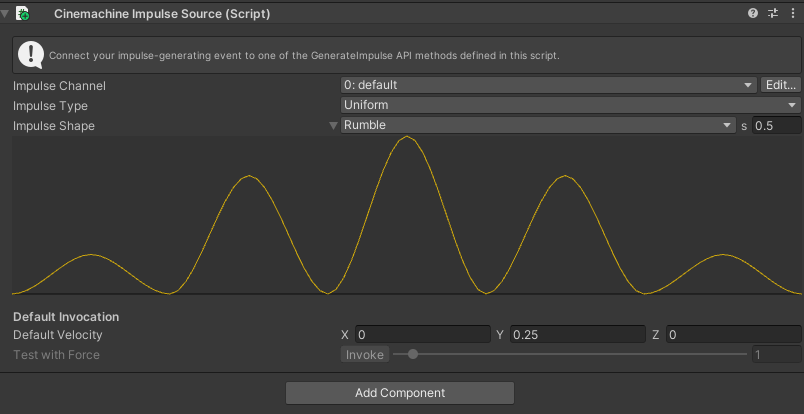 Cinemachine Impulse Source (Script)
Connect your impulse-generating event to one of the GenerateImpulse API methods defined in this script.
Impulse Channel 0: default Edit...
Impulse Type Uniform
Impulse Shape Rumble s 0.5
Default Invocation
Default Velocity X 0 Y 0.25 Z 0
Test with Force Invoke 1
Add Component